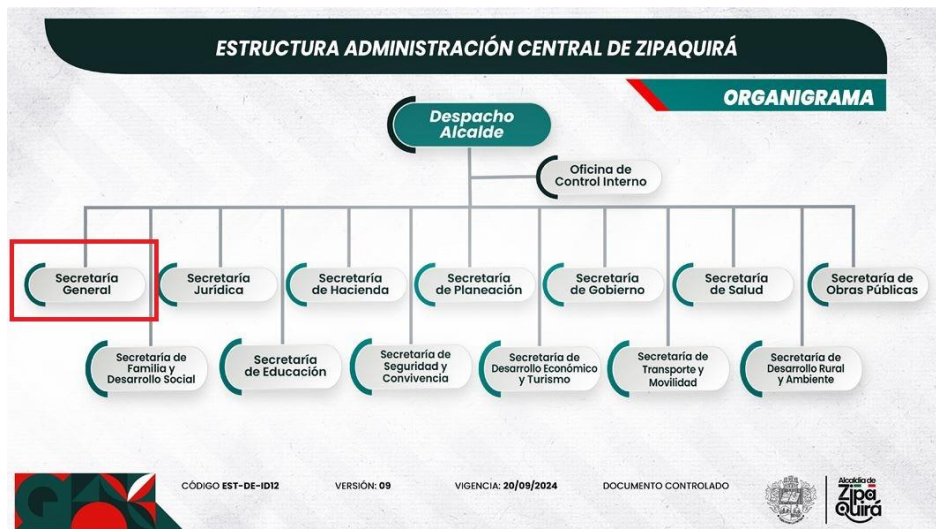 ESTRUCTURA ADMINISTRACIÓN CENTRAL DE ZIPAQUIRÁ
ORGANIGRAMA
Despacho
Alcalde
Oficina de
Control Interno
Secretaría
General
Secretaría
Jurídica
Secretaría
de Hacienda
Secretaría
de Planeación
Secretaría
de Gobierno
Secretaría
de Salud
Secretaría de
Obras Públicas
Secretaría de
Familia y
Desarrollo Social
Secretaría
de Educación
Secretaría de
Seguridad y
Convivencia
Secretaría de
Desarrollo Económico
y Turismo
Secretaría de
Transporte y
Movilidad
Secretaría de
Desarrollo Rural
y Ambiente
CÓDIGO EST-DE-ID12
VERSIÓN: 09
VIGENCIA: 20/09/2024
DOCUMENTO CONTROLADO
Alcaldía de
Zipa
Quirá